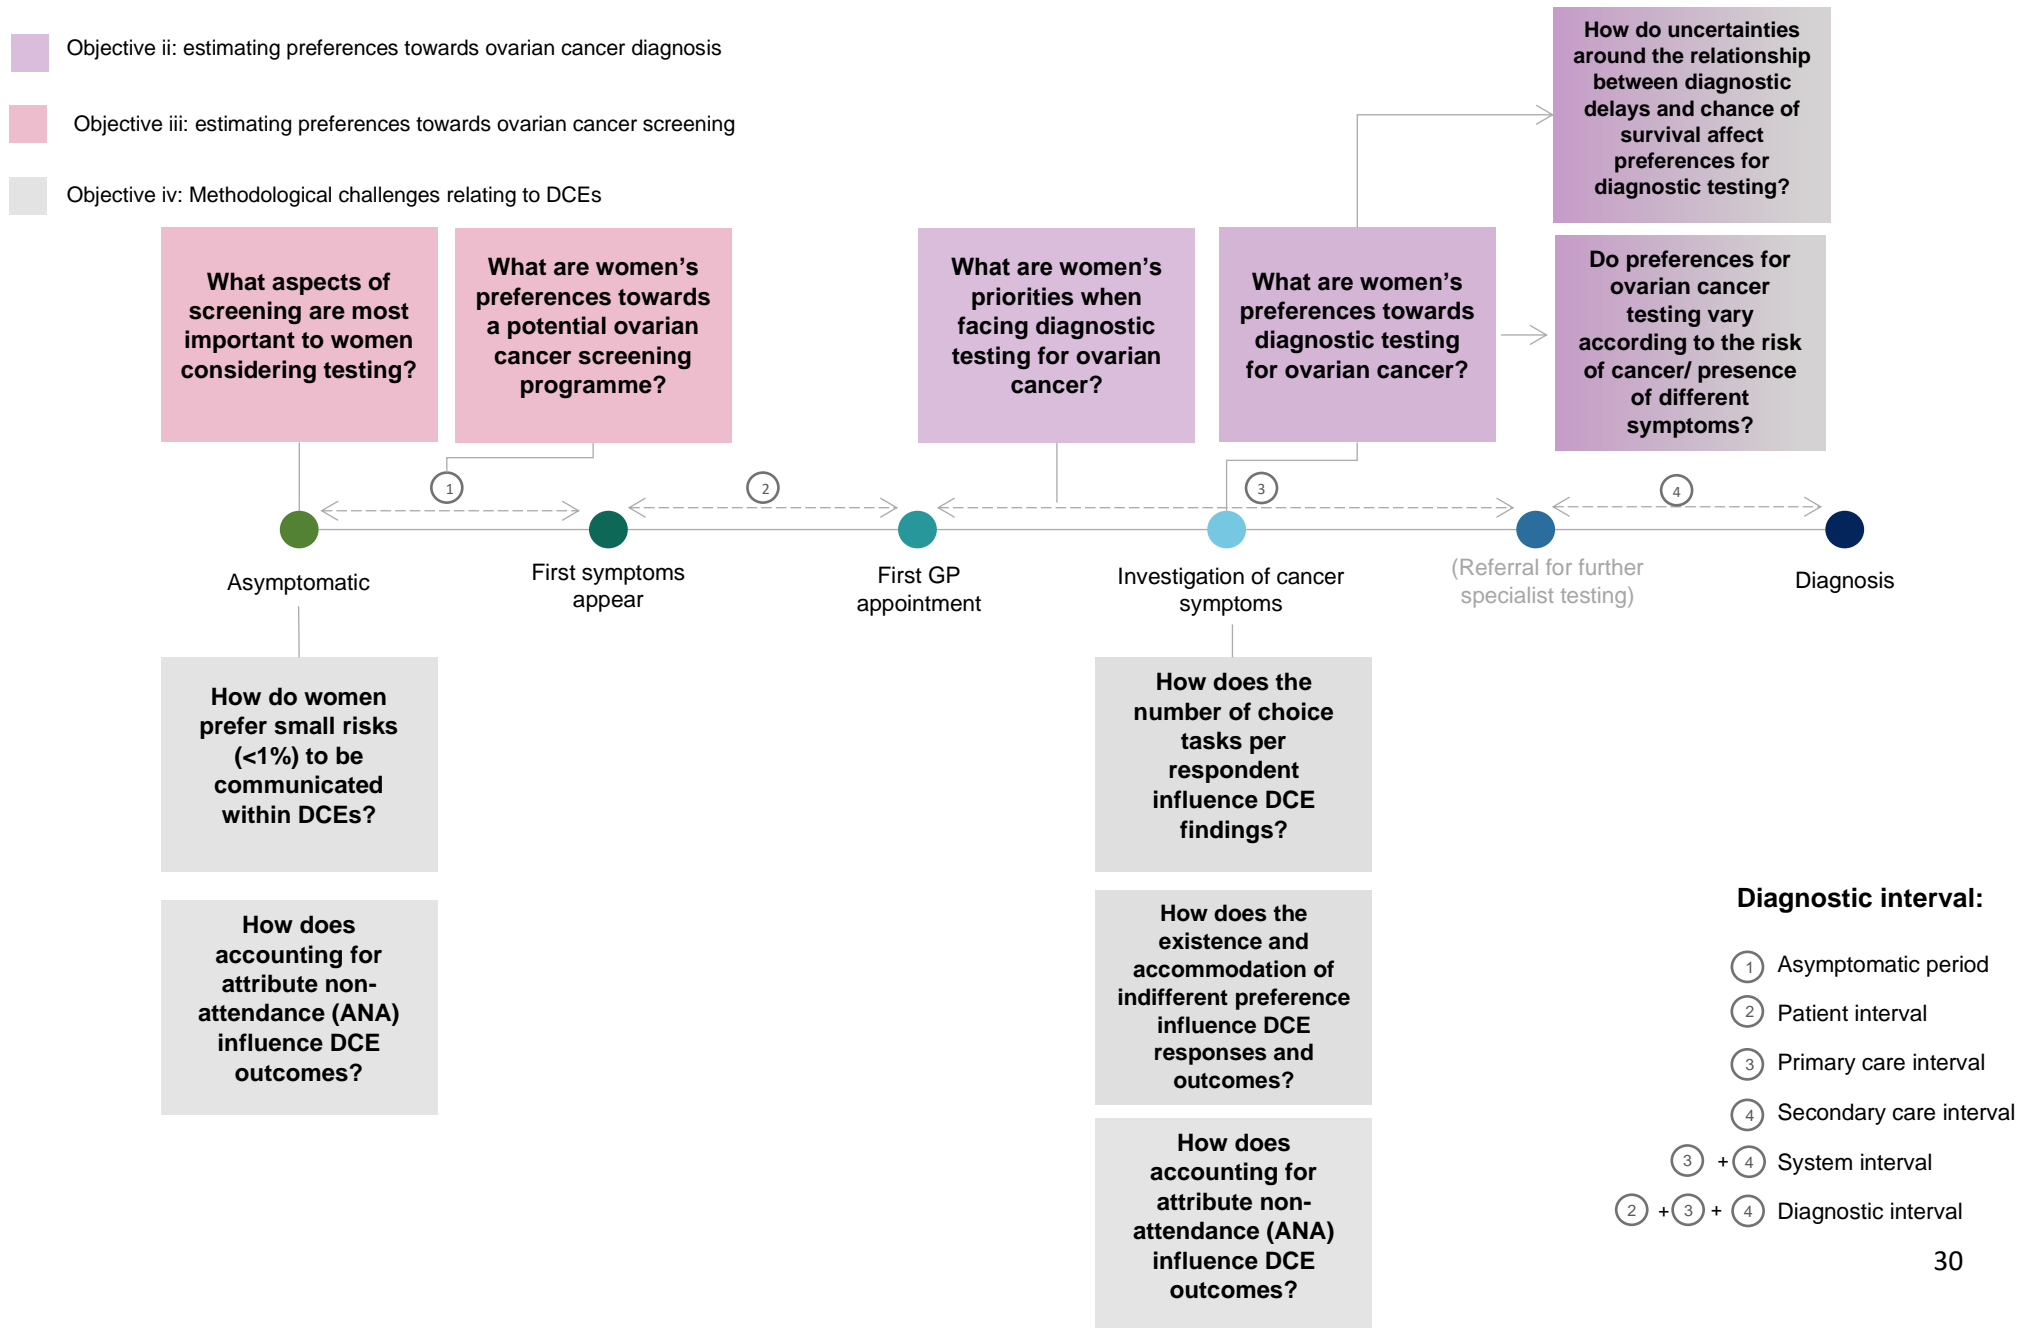 Objective ii: estimating preferences towards ovarian cancer diagnosis
Objective iii: estimating preferences towards ovarian cancer screening
Objective iv: Methodological challenges relating to DCEs
How do uncertainties
around the relationship
between diagnostic
delays and chance of
survival affect
preferences for
diagnostic testing?
What aspects of
screening are most
important to women
considering testing?
What are women’s
preferences towards
a potential ovarian
cancer screening
programme?
What are women’s
priorities when
facing diagnostic
testing for ovarian
cancer?
What are women’s
preferences towards
diagnostic testing
for ovarian cancer?
Do preferences for
ovarian cancer
testing vary
according to the risk
of cancer/ presence
of different
symptoms?
1
2
3
4
Asymptomatic
First symptoms
appear
First GP
appointment
Investigation of cancer
symptoms
(Referral for further
specialist testing)
Diagnosis
How do women
prefer small risks
(<1%) to be
communicated
within DCEs?
How does
accounting for
attribute non-
attendance (ANA)
influence DCE
outcomes?
How does the
number of choice
tasks per
respondent
influence DCE
findings?
How does the
existence and
accommodation of
indifferent preference
influence DCE
responses and
outcomes?
How does
accounting for
attribute non-
attendance (ANA)
influence DCE
outcomes?
Diagnostic interval:
1 Asymptomatic period
2 Patient interval
3 Primary care interval
4 Secondary care interval
3 + 4 System interval
2 + 3 + 4 Diagnostic interval
30